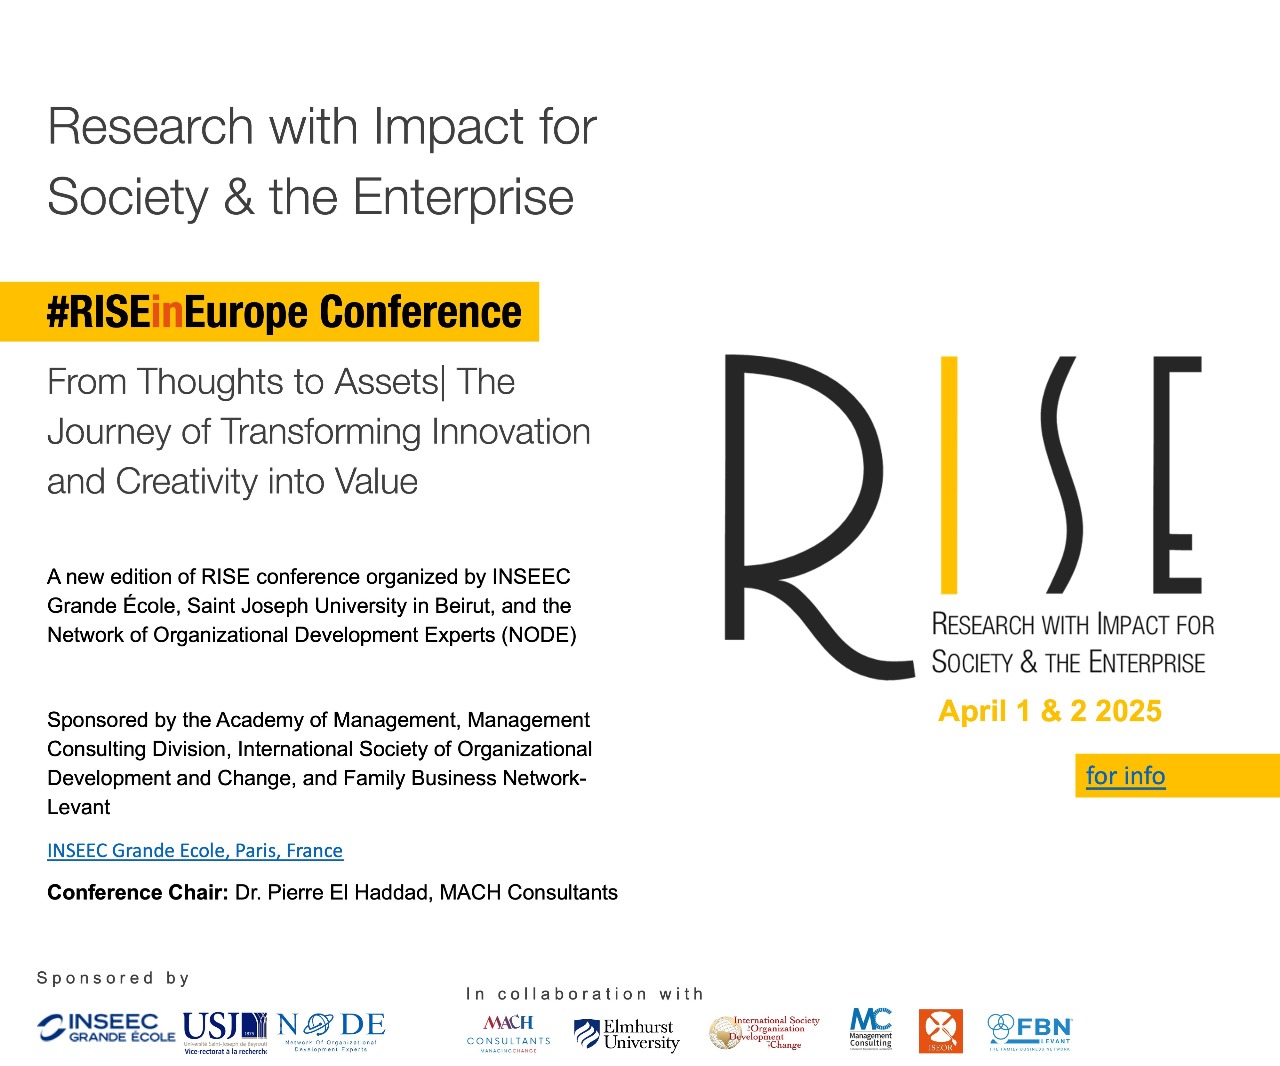 Research with Impact for
Society & the Enterprise
#RISEinEurope Conference
From Thoughts to Assets| The
Journey of Transforming Innovation
and Creativity into Value
A new edition of RISE conference organized by INSEEC
Grande École, Saint Joseph University in Beirut, and the
Network of Organizational Development Experts (NODE)
Sponsored by the Academy of Management, Management
Consulting Division, International Society of Organizational
Development and Change, and Family Business Network-
Levant
INSEEC Grande Ecole, Paris, France
Conference Chair: Dr. Pierre El Haddad, MACH Consultants
RISE
RESEARCH WITH IMPACT FOR
SOCIETY & THE ENTERPRISE
April 1 & 2 2025
for info
Sponsored by
INSEEC
GRANDE ÉCOLE
USJ
Université Saint-Joseph de Beyrouth
Vice-rectorat à la recherche
NODE
Network Of Organizational
Development Experts
In collaboration with
MACH
CONSULTANTS
MANAGING CHANGE
Elmhurst
University
International Society
for Organization
Development
& Change
MC
Management
Consulting
ISEOR
FBN
LEVANT
THE FAMILY BUSINESS NETWORK